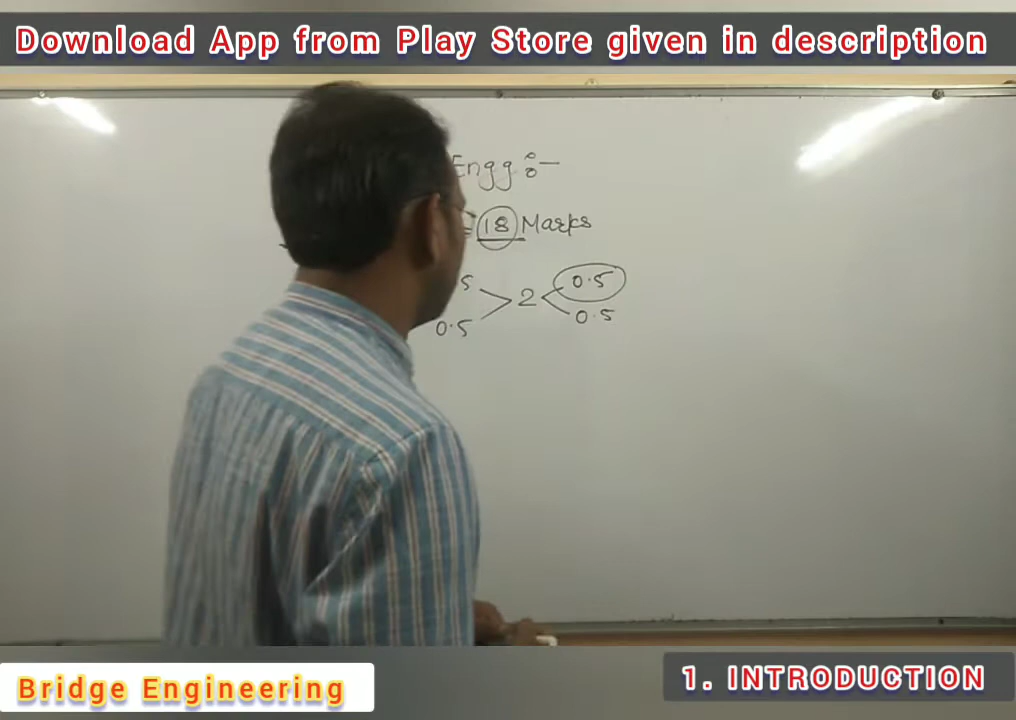 Download App from Play Store given in description
Engg :-
18 Marks
5 > 2 < 0.5
0.5 0.5
Bridge Engineering
1. INTRODUCTION